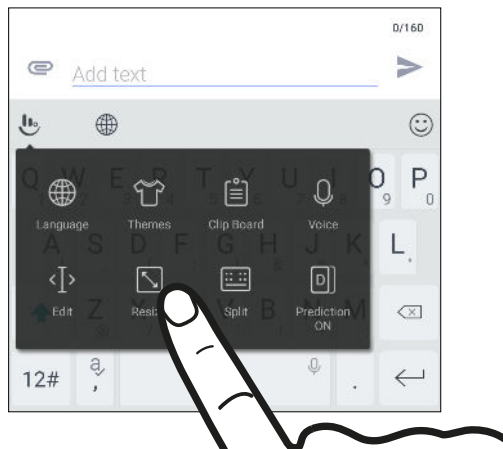 0/160
Add text
Q W E R T Y U O P
9 0
Language Themes Clip Board Voice
A S D F G H J K L
Edit Split Prediction
ON
Z X B M
12# a , .